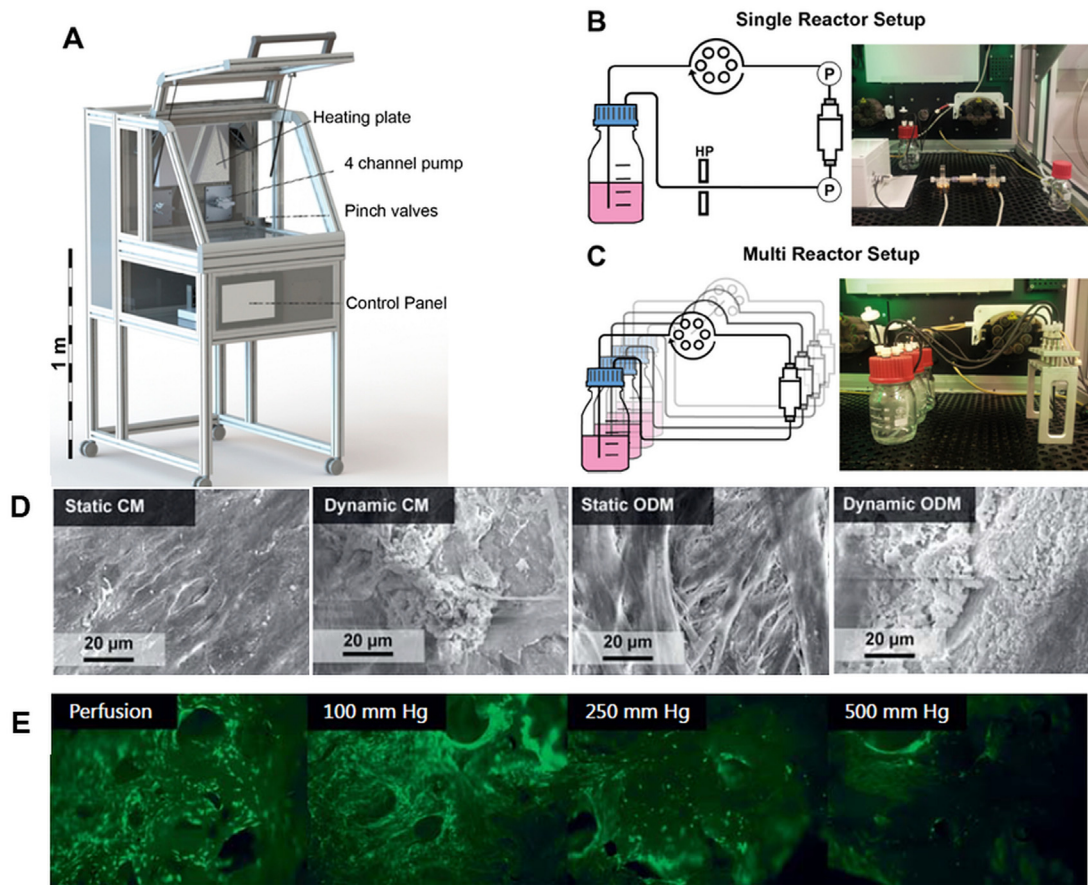 A
Heating plate
4 channel pump
Pinch valves
Control Panel
1 m
B
Single Reactor Setup
P
HP
P
C
Multi Reactor Setup
D
Static CM
Dynamic CM
Static ODM
Dynamic ODM
20 µm
20 µm
20 µm
20 µm
E
Perfusion
100 mm Hg
250 mm Hg
500 mm Hg